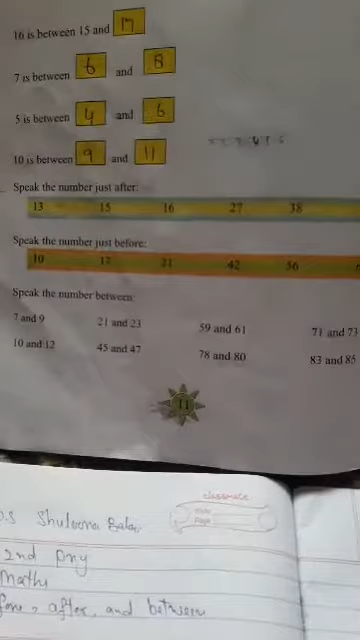 16 is between 15 and 17
7 is between 6 and 8
5 is between 4 and 6
10 is between 9 and 11
Speak the number just after:
13 15 16 27 38
Speak the number just before:
10 12 21 42 56
Speak the number between:
7 and 9 21 and 23 59 and 61 71 and 73
10 and 12 45 and 47 78 and 80 83 and 85
11
classmate
Date
Page
2nd
Maths
, after, and between